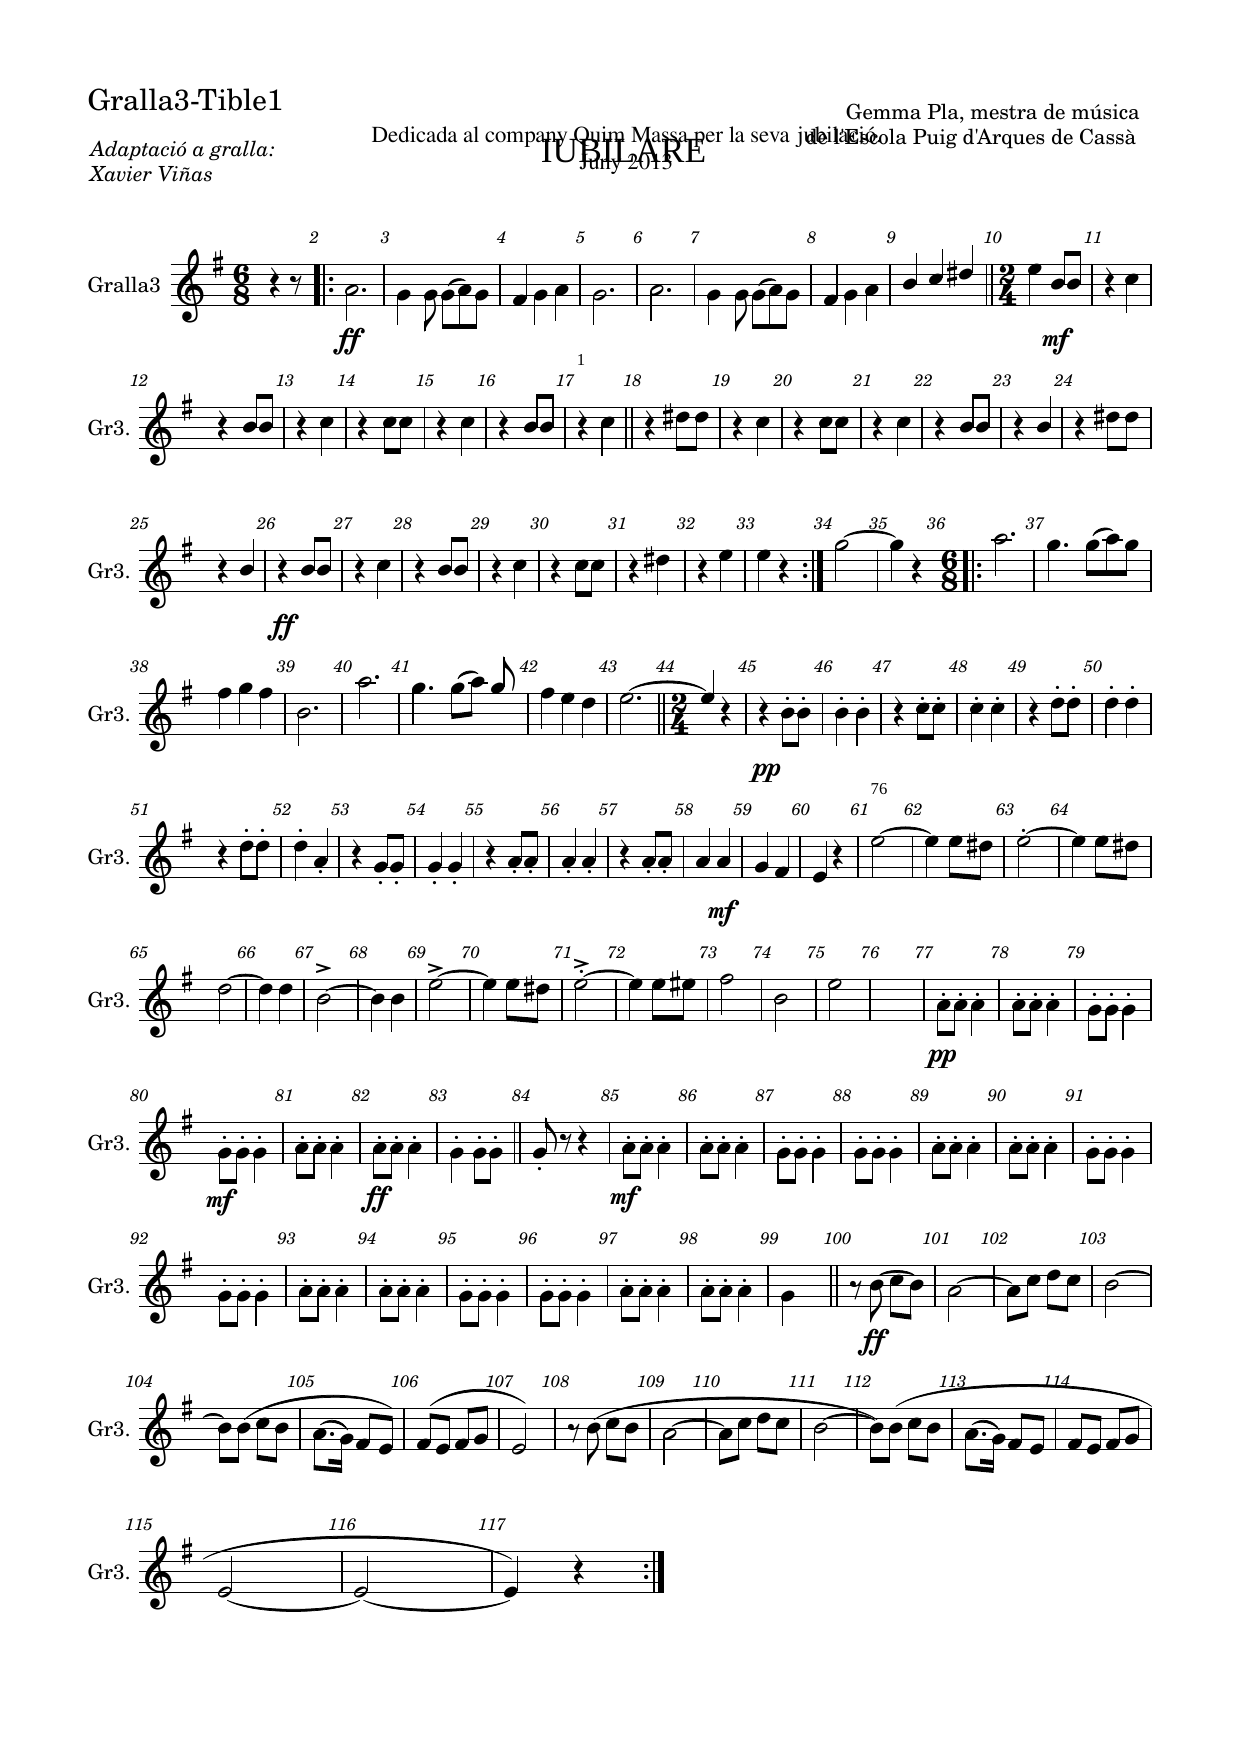 Gralla3-Tible1
Gemma Pla, mestra de música
Dedicada al company Quim Massa per la seva jubilació.
de l'Escola Puig d'Arques de Cassà
IUBILARE
Adaptació a gralla:
Juny 2013
Xavier Viñas
2 3 4 5 6 7 8 9 10 11
Gralla3 6 8 2 4
ff mf
1
12 13 14 15 16 17 18 19 20 21 22 23 24
Gr3.
25 26 27 28 29 30 31 32 33 34 35 36 37
Gr3. 6 8
ff
38 39 40 41 42 43 44 45 46 47 48 49 50
Gr3. 2 4
pp
76
51 52 53 54 55 56 57 58 59 60 61 62 63 64
Gr3.
mf
65 66 67 68 69 70 71 72 73 74 75 76 77 78 79
Gr3.
pp
80 81 82 83 84 85 86 87 88 89 90 91
Gr3.
mf ff mf
92 93 94 95 96 97 98 99 100 101 102 103
Gr3.
ff
104 105 106 107 108 109 110 111 112 113 114
Gr3.
115 116 117
Gr3.